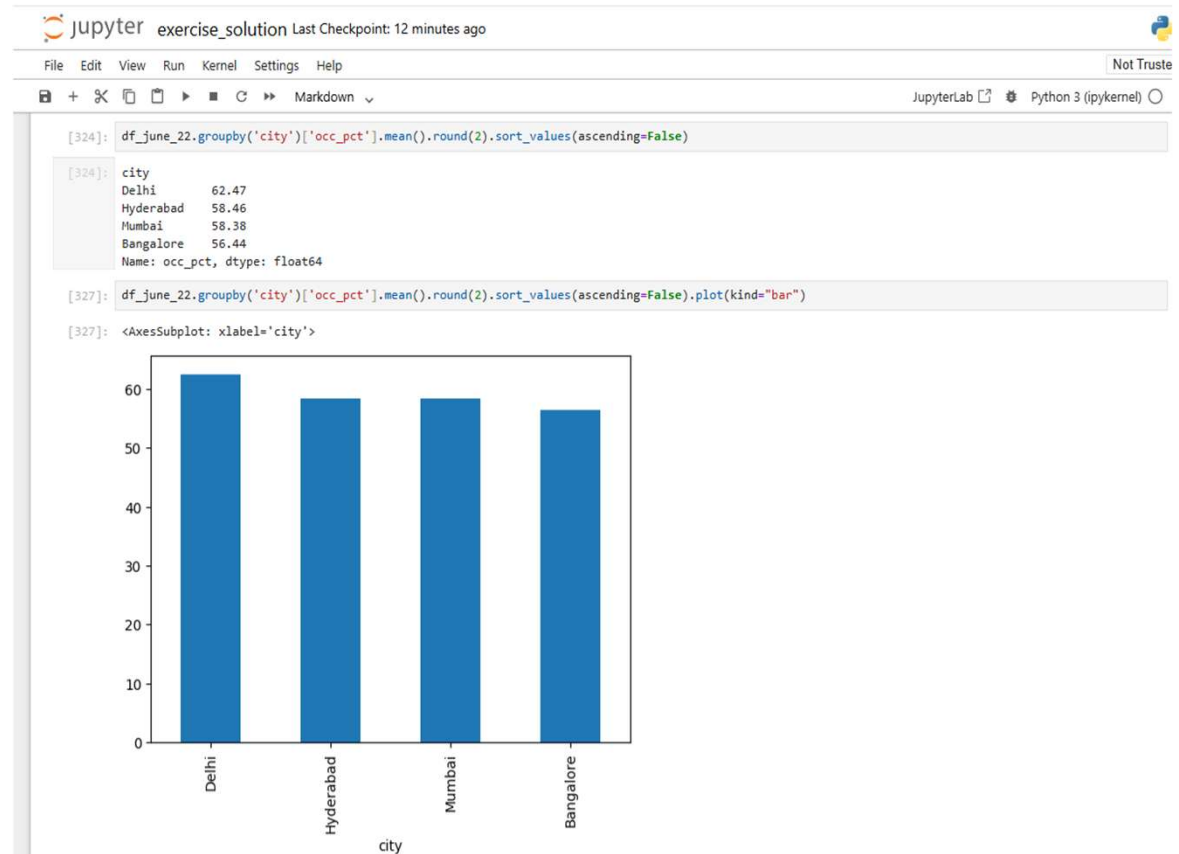 jupyter exercise_solution Last Checkpoint: 12 minutes ago
File Edit View Run Kernel Settings Help Not Truste
Markdown JupyterLab Python 3 (ipykernel)
[324]: df_june_22.groupby('city')['occ_pct'].mean().round(2).sort_values(ascending=False)
[324]: city
Delhi 62.47
Hyderabad 58.46
Mumbai 58.38
Bangalore 56.44
Name: occ_pct, dtype: float64
[327]: df_june_22.groupby('city')['occ_pct'].mean().round(2).sort_values(ascending=False).plot(kind="bar")
[327]: <AxesSubplot: xlabel='city'>
60
50
40
30
20
10
0
Delhi
Hyderabad
Mumbai
Bangalore
city